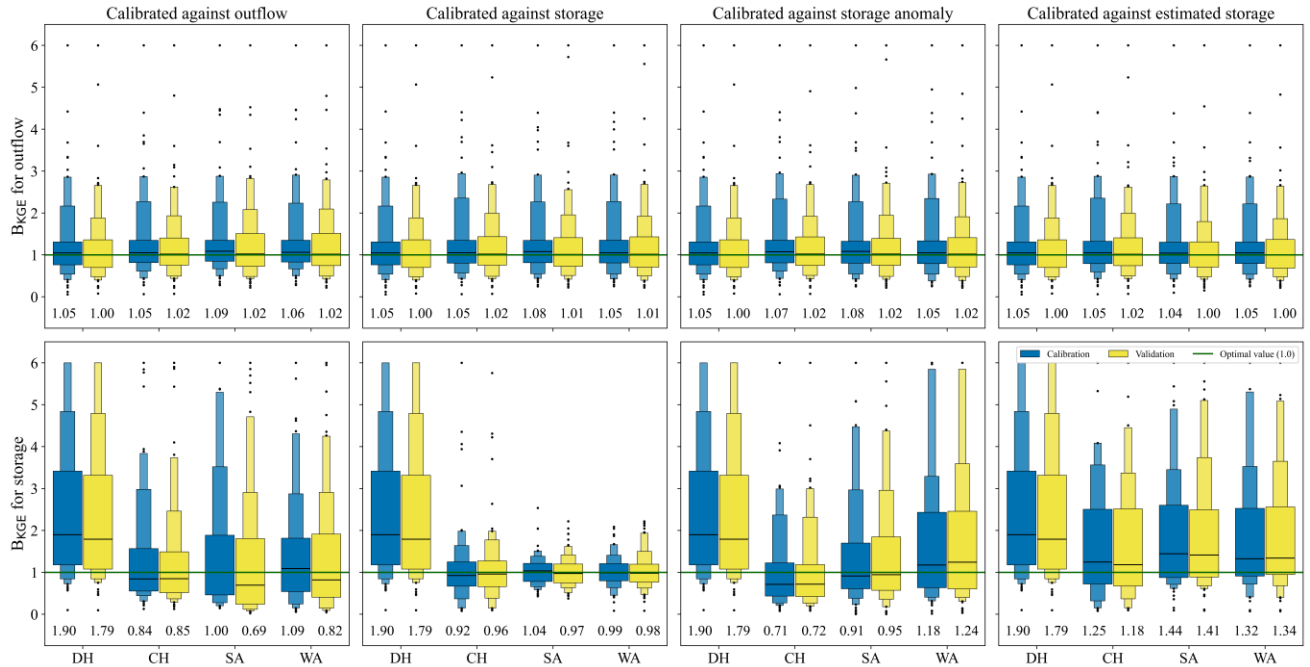 Calibrated against outflow
Calibrated against storage
Calibrated against storage anomaly
Calibrated against estimated storage
B_KGE for outflow
6
5
4
3
2
1
0
1.05 1.00 1.05 1.02 1.09 1.02 1.06 1.02
1.05 1.00 1.05 1.02 1.08 1.01 1.05 1.01
1.05 1.00 1.07 1.02 1.08 1.02 1.05 1.02
1.05 1.00 1.05 1.02 1.04 1.00 1.05 1.00
B_KGE for storage
6
5
4
3
2
1
0
Calibration Validation Optimal value (1.0)
1.90 1.79 0.84 0.85 1.00 0.69 1.09 0.82
1.90 1.79 0.92 0.96 1.04 0.97 0.99 0.98
1.90 1.79 0.71 0.72 0.91 0.95 1.18 1.24
1.90 1.79 1.25 1.18 1.44 1.41 1.32 1.34
DH CH SA WA
DH CH SA WA
DH CH SA WA
DH CH SA WA